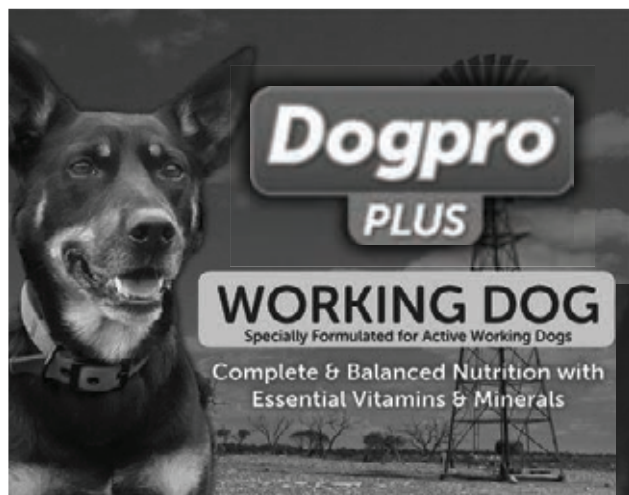 Dogpro
PLUS
WORKING DOG
Specially Formulated for Active Working Dogs
Complete & Balanced Nutrition with
Essential Vitamins & Minerals